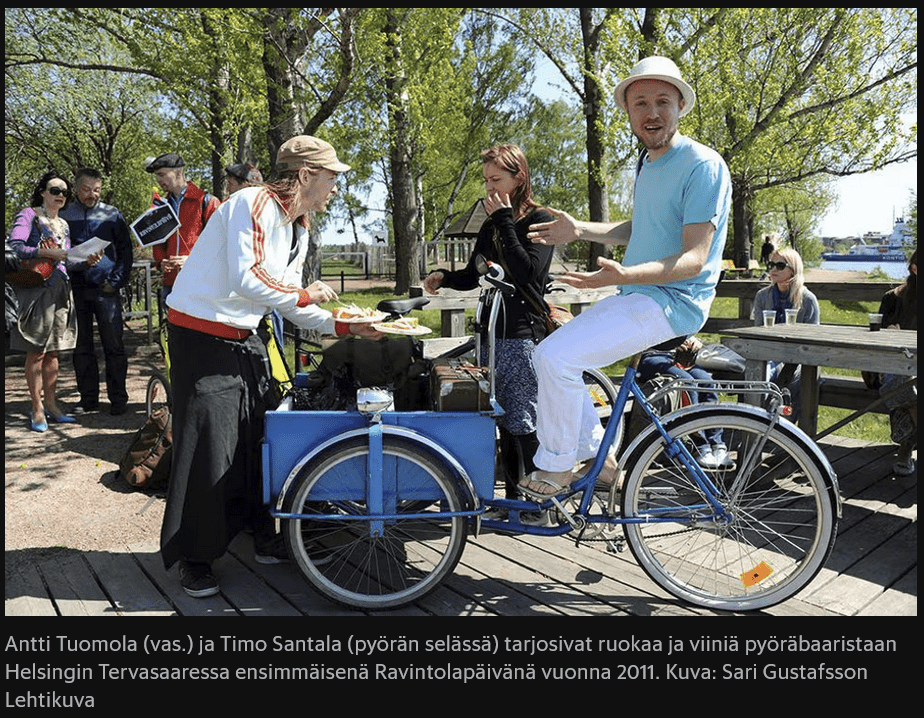 RAVINTOLAPÄIVÄ
Antti Tuomola (vas.) ja Timo Santala (pyörän selässä) tarjosivat ruokaa ja viiniä pyöräbaaristaan
Helsingin Tervasaaressa ensimmäisenä Ravintolapäivänä vuonna 2011. Kuva: Sari Gustafsson
Lehtikuva